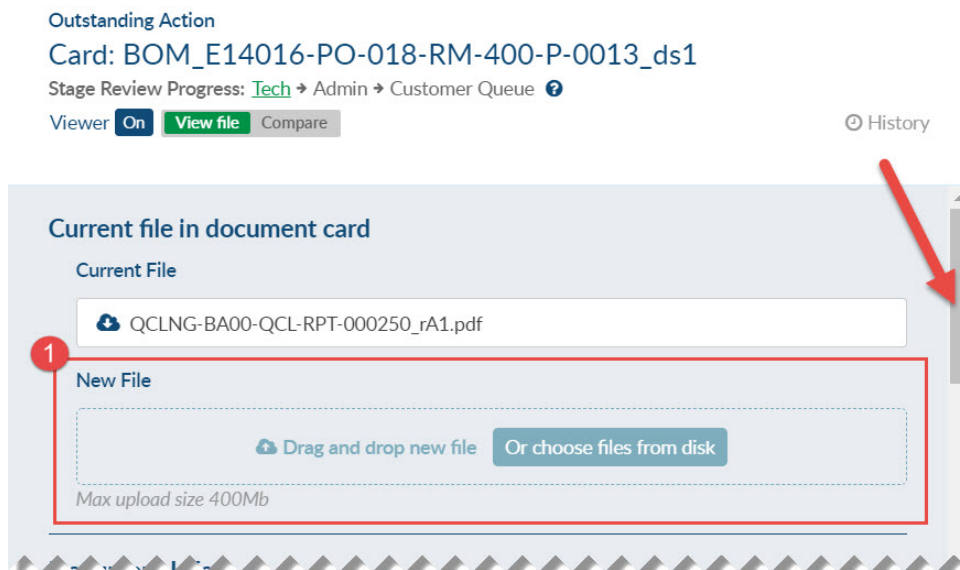 Outstanding Action
Card: BOM_E14016-PO-018-RM-400-P-0013_ds1
Stage Review Progress: Tech → Admin → Customer Queue ?
Viewer On View file Compare
History
Current file in document card
Current File
QCLNG-BA00-QCL-RPT-000250_rA1.pdf
1
New File
Drag and drop new file Or choose files from disk
Max upload size 400Mb